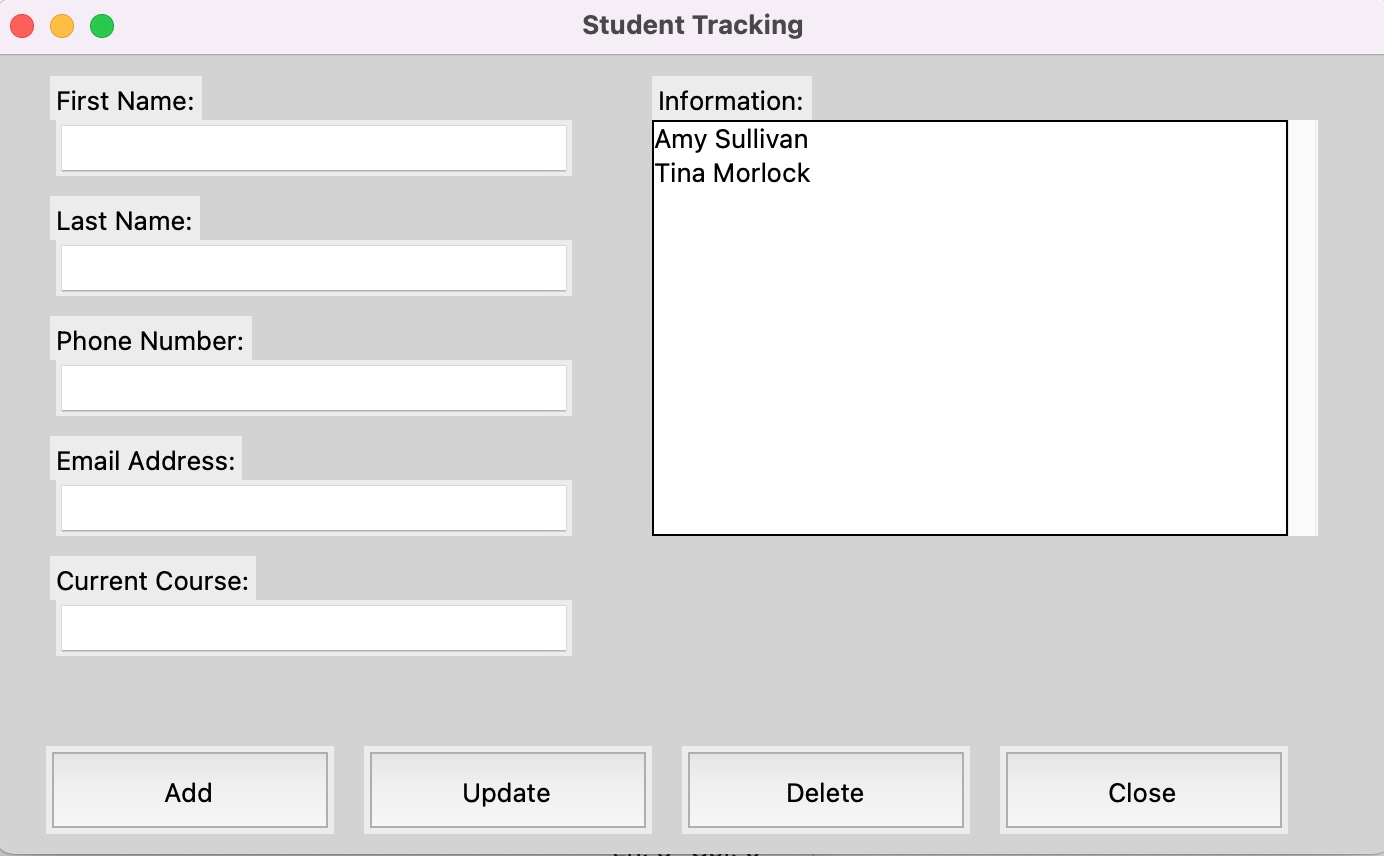 Student Tracking
First Name:
Last Name:
Phone Number:
Email Address:
Current Course:
Information:
Amy Sullivan
Tina Morlock
Add
Update
Delete
Close